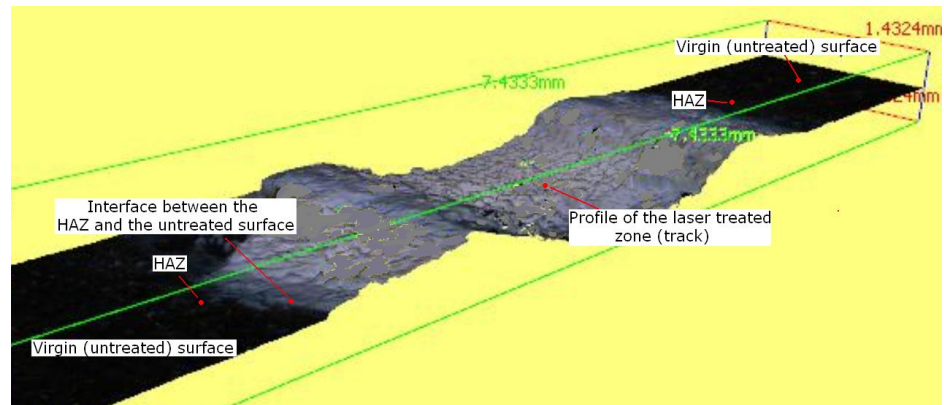 1.4324mm
Virgin (untreated) surface
7.4333mm
HAZ
24mm
7.4333mm
Interface between the
HAZ and the untreated surface
Profile of the laser treated
zone (track)
HAZ
Virgin (untreated) surface